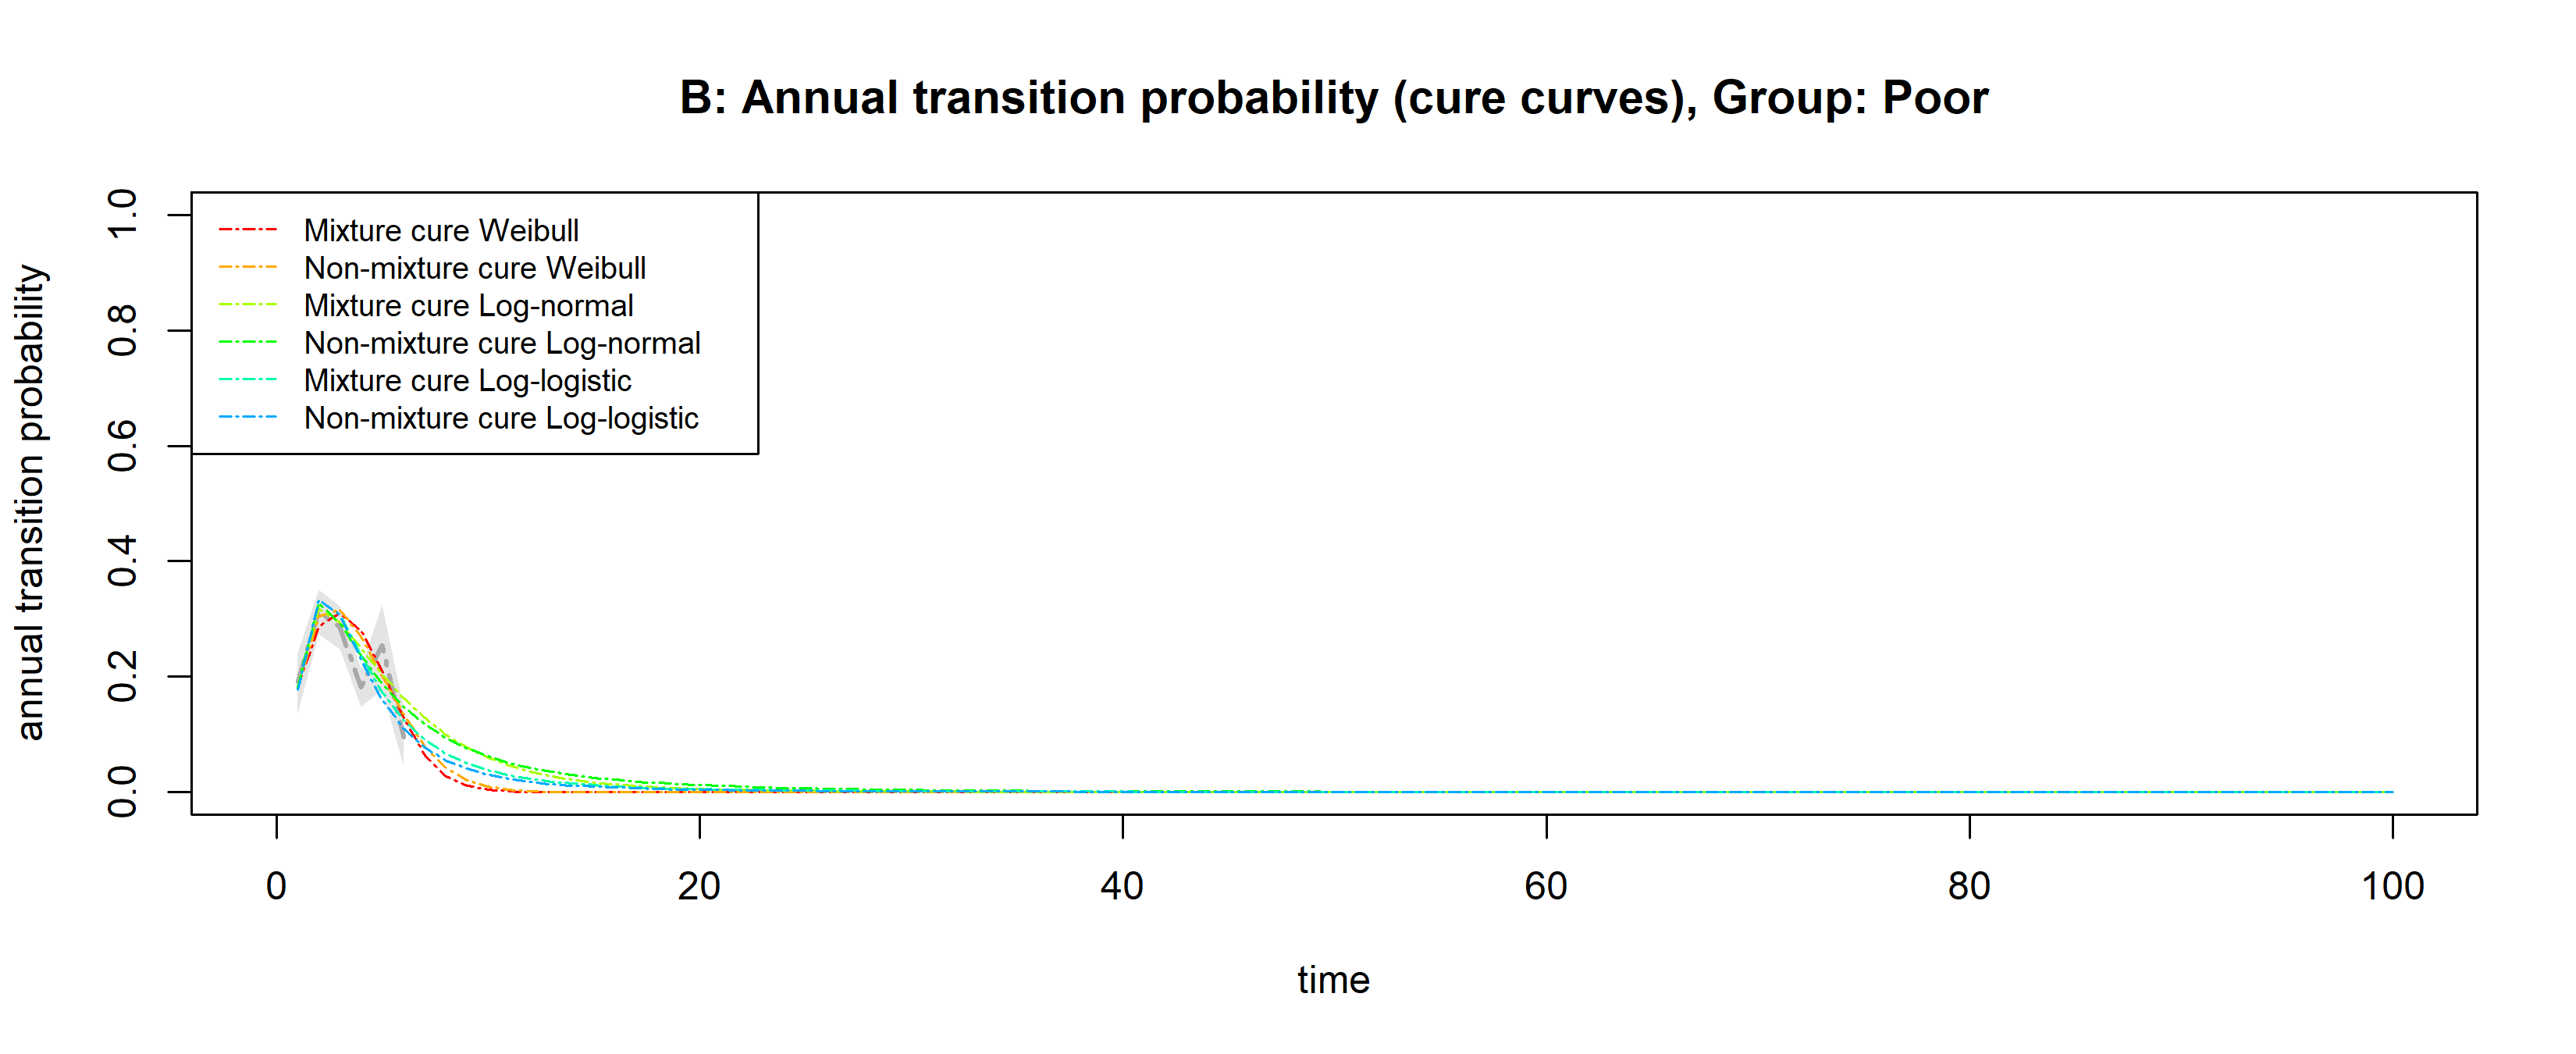 B: Annual transition probability (cure curves), Group: Poor
annual transition probability
1.0
0.8
0.6
0.4
0.2
0.0
Mixture cure Weibull
Non-mixture cure Weibull
Mixture cure Log-normal
Non-mixture cure Log-normal
Mixture cure Log-logistic
Non-mixture cure Log-logistic
0 20 40 60 80 100
time